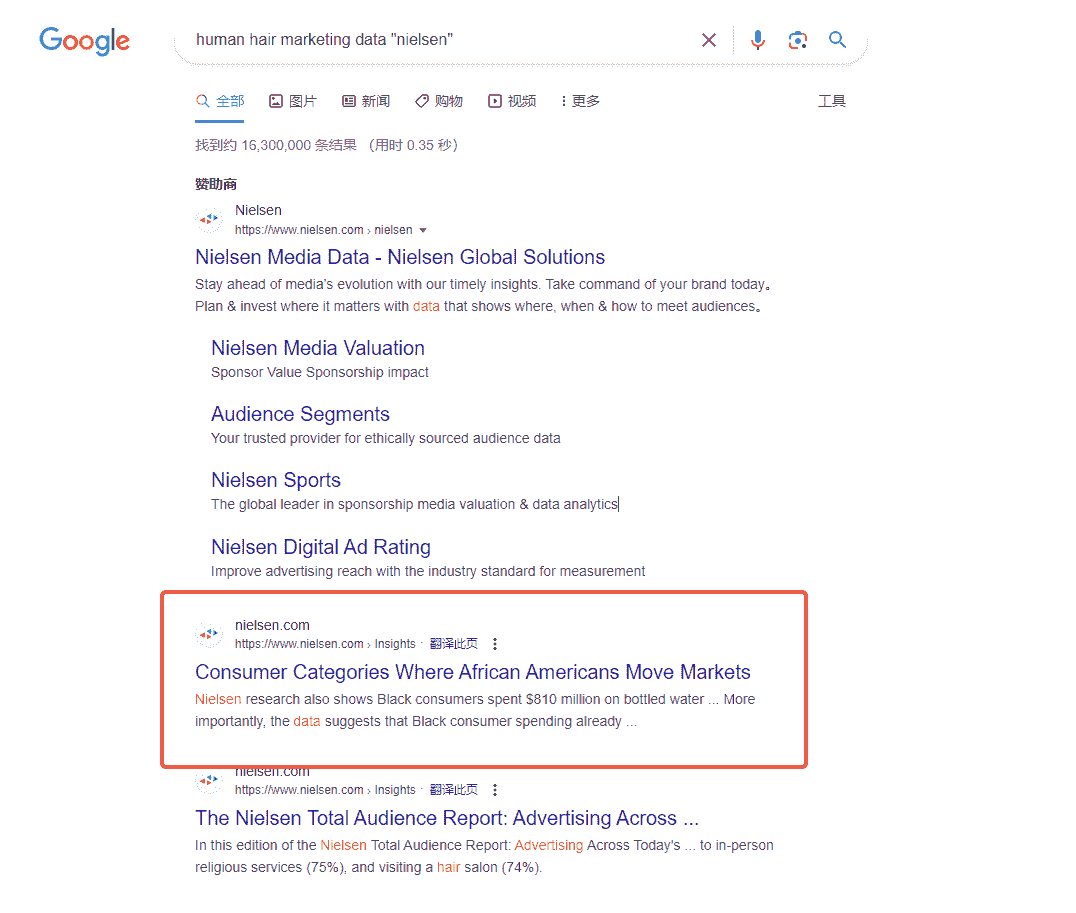 Google
human hair marketing data "nielsen"
全部 图片 新闻 购物 视频 更多 工具
找到约 16,300,000 条结果 （用时 0.35 秒）
赞助商
Nielsen
https://www.nielsen.com › nielsen
Nielsen Media Data - Nielsen Global Solutions
Stay ahead of media's evolution with our timely insights. Take command of your brand today。
Plan & invest where it matters with data that shows where, when & how to meet audiences。
Nielsen Media Valuation
Sponsor Value Sponsorship impact
Audience Segments
Your trusted provider for ethically sourced audience data
Nielsen Sports
The global leader in sponsorship media valuation & data analytics
Nielsen Digital Ad Rating
Improve advertising reach with the industry standard for measurement
nielsen.com
https://www.nielsen.com › Insights · 翻译此页
Consumer Categories Where African Americans Move Markets
Nielsen research also shows Black consumers spent $810 million on bottled water ... More
importantly, the data suggests that Black consumer spending already ...
nielsen.com
https://www.nielsen.com › Insights · 翻译此页
The Nielsen Total Audience Report: Advertising Across ...
In this edition of the Nielsen Total Audience Report: Advertising Across Today's ... to in-person
religious services (75%), and visiting a hair salon (74%).